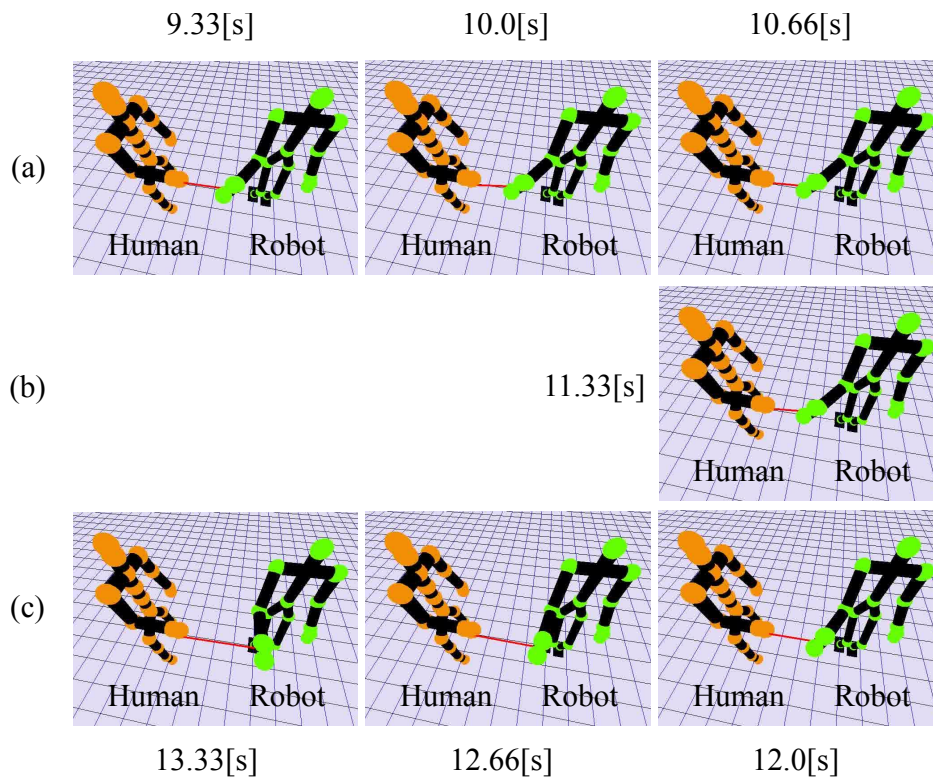 9.33[s] 10.0[s] 10.66[s]
(a)
Human Robot Human Robot Human Robot
(b) 11.33[s]
Human Robot
(c)
Human Robot Human Robot Human Robot
13.33[s] 12.66[s] 12.0[s]